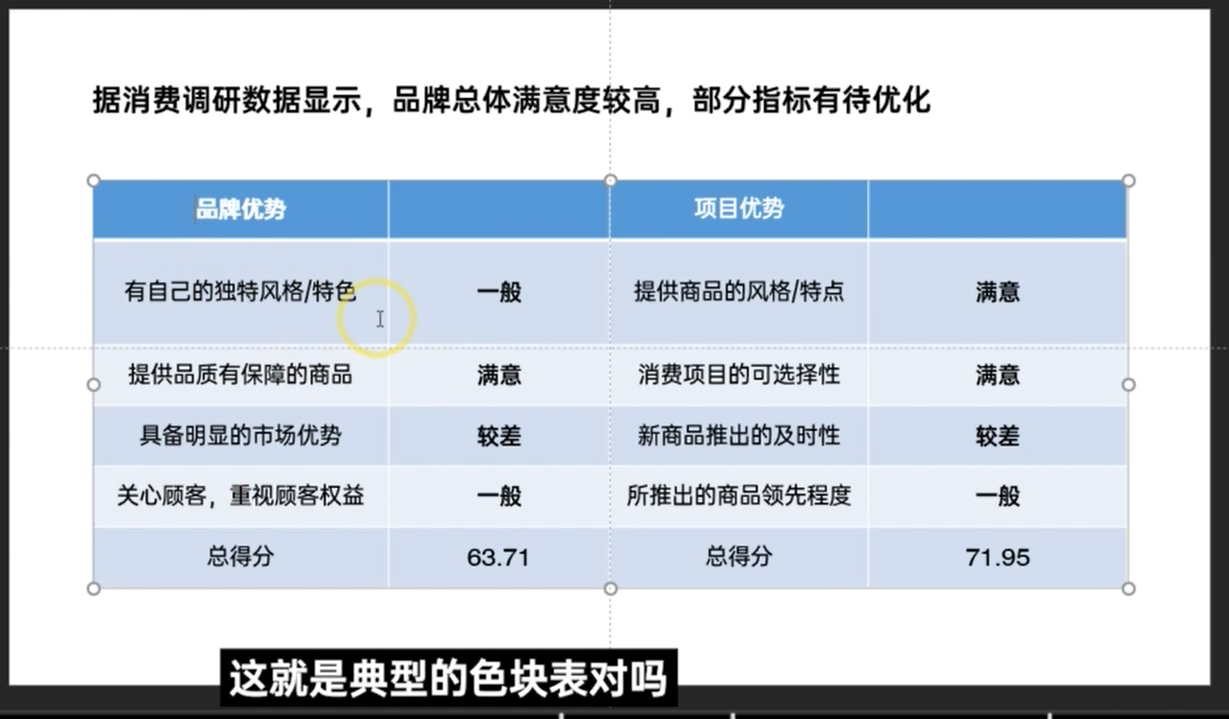 据消费调研数据显示，品牌总体满意度较高，部分指标有待优化
品牌优势 项目优势
有自己的独特风格/特色 一般 提供商品的风格/特点 满意
提供品质有保障的商品 满意 消费项目的可选择性 满意
具备明显的市场优势 较差 新商品推出的及时性 较差
关心顾客，重视顾客权益 一般 所推出的商品领先程度 一般
总得分 63.71 总得分 71.95
这就是典型的色块表对吗